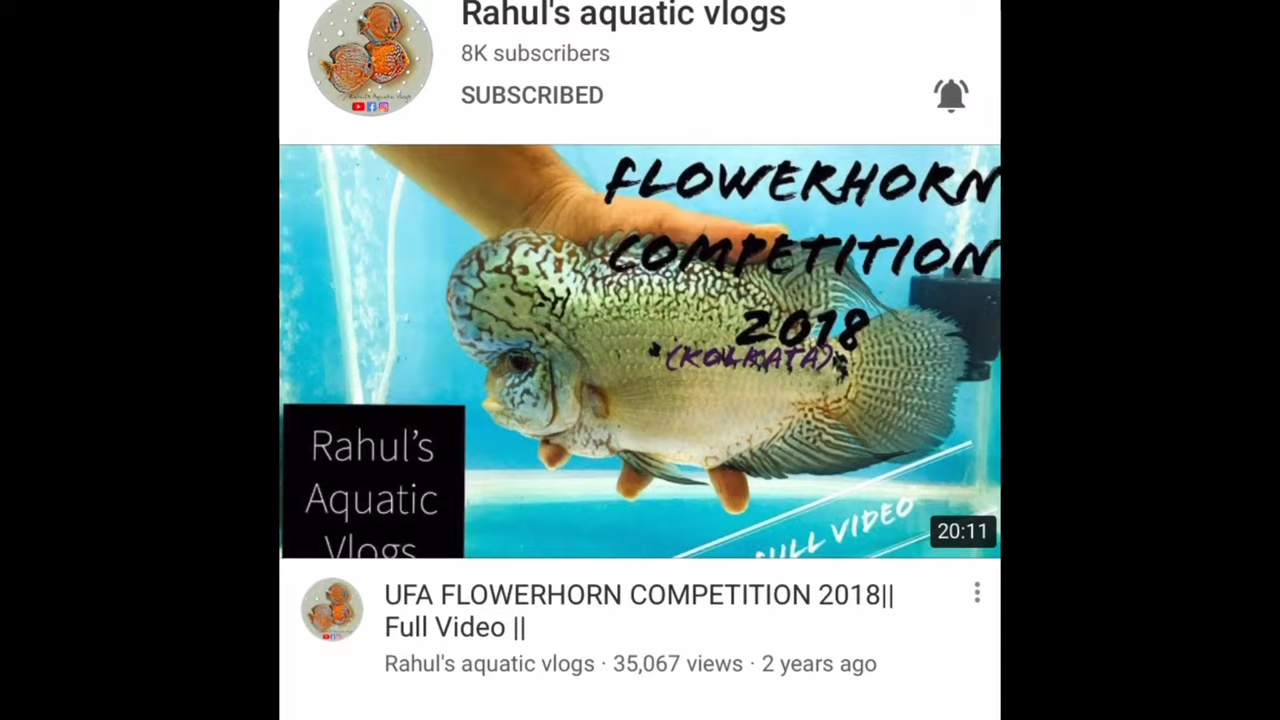 Rahul's aquatic vlogs
8K subscribers
SUBSCRIBED
FLOWERHORN
COMPETITION
2018
(KOLKATA)
Rahul's
Aquatic
Vlogs
FULL VIDEO
20:11
UFA FLOWERHORN COMPETITION 2018||
Full Video ||
Rahul's aquatic vlogs · 35,067 views · 2 years ago